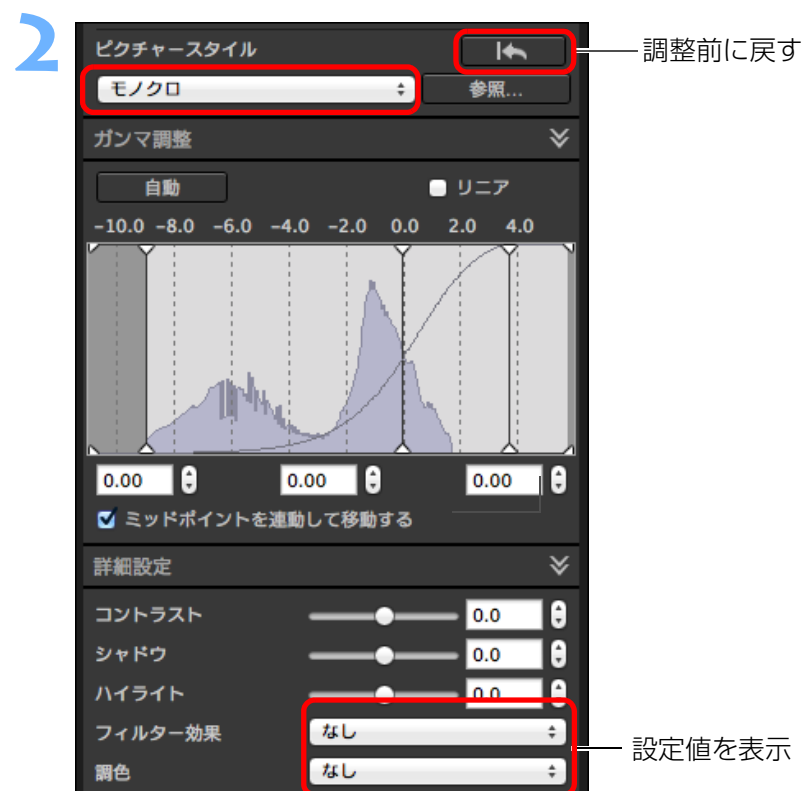 2
ピクチャースタイル
調整前に戻す
モノクロ 参照...
ガンマ調整
自動 リニア
-10.0 -8.0 -6.0 -4.0 -2.0 0.0 2.0 4.0
0.00 0.00 0.00
ミッドポイントを連動して移動する
詳細設定
コントラスト 0.0
シャドウ 0.0
ハイライト 0.0
フィルター効果 なし
設定値を表示
調色 なし